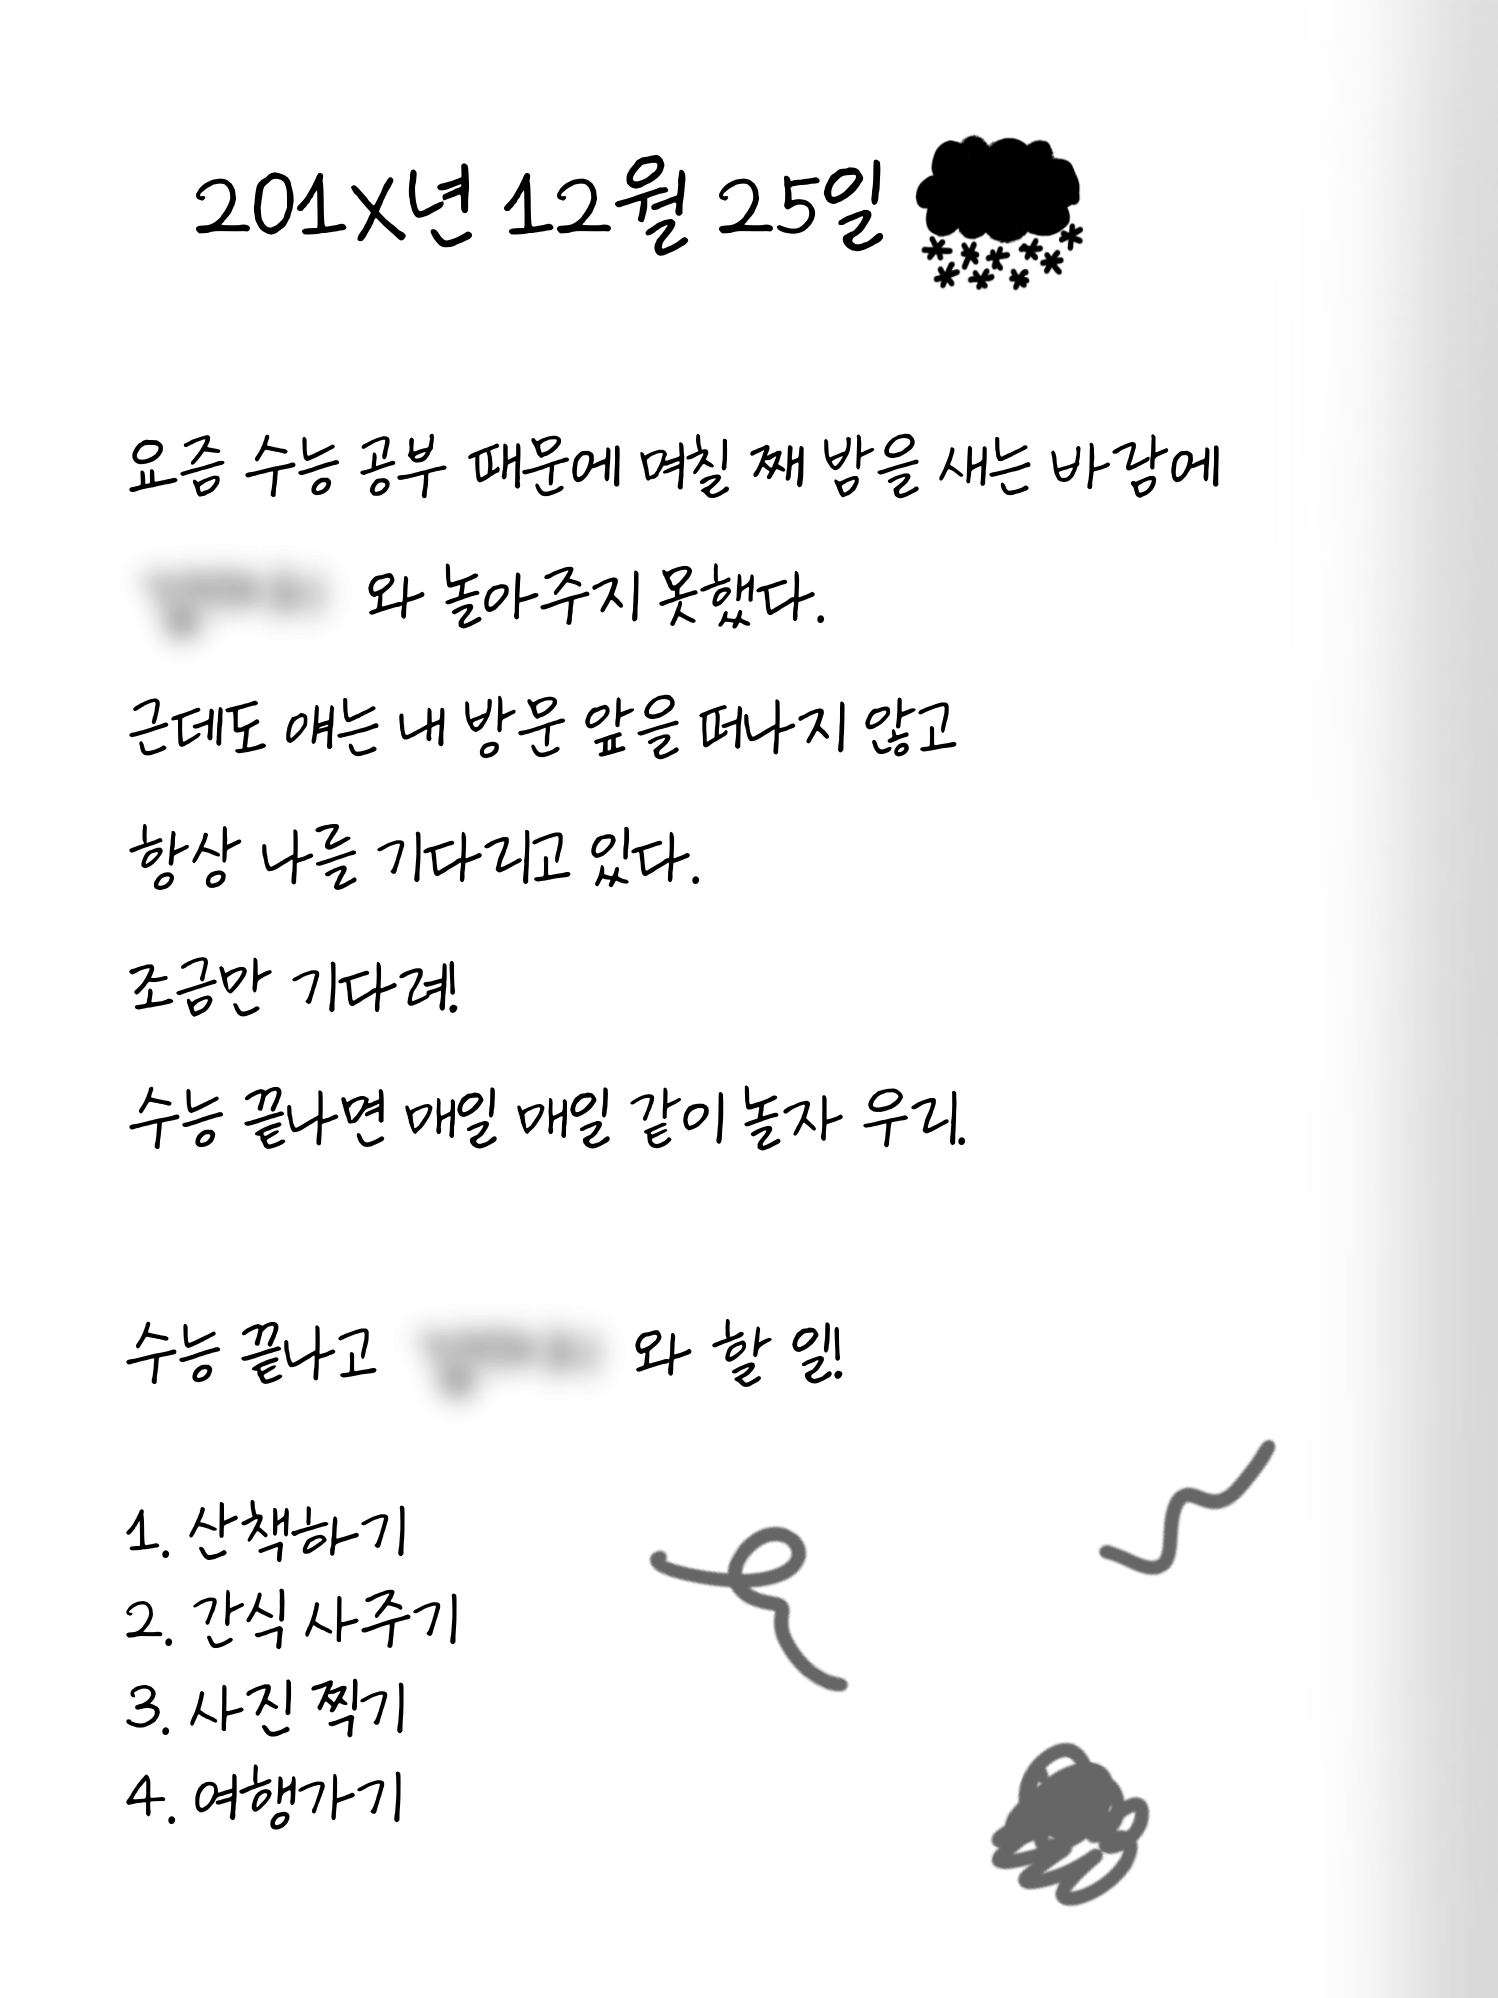 201X년 12월 25일
요즘 수능 공부 때문에 며칠 째 밤을 새는 바람에
와 놀아주지 못했다.
근데도 얘는 내 방문 앞을 떠나지 않고
항상 나를 기다리고 있다.
조금만 기다려!
수능 끝나면 매일 매일 같이 놀자 우리.
수능 끝나고 와 할 일!
1. 산책하기
2. 간식 사주기
3. 사진 찍기
4. 여행가기